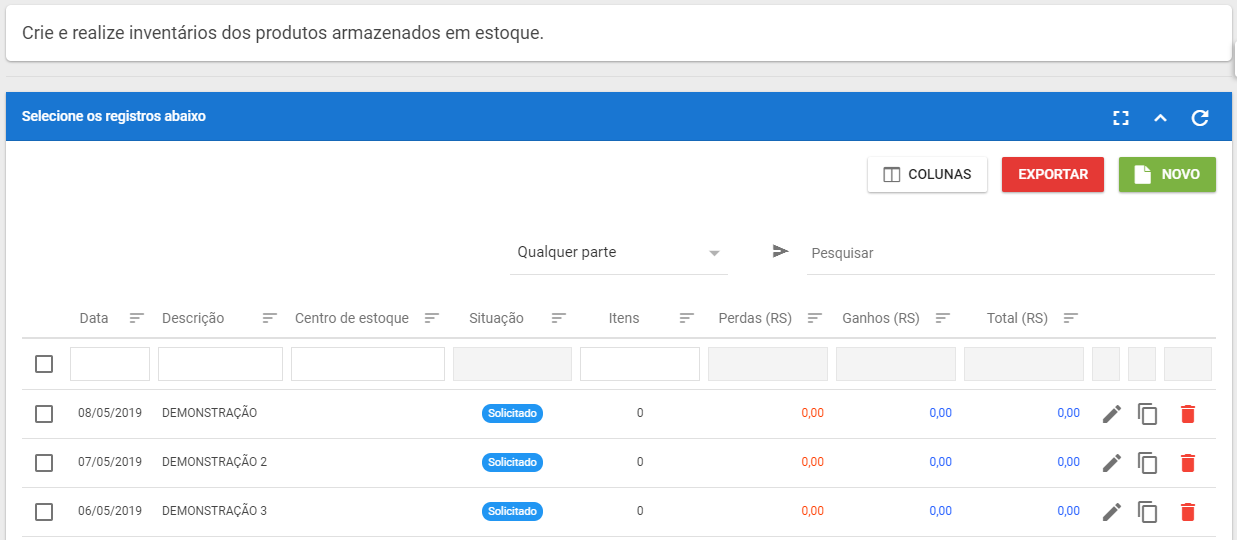 Crie e realize inventários dos produtos armazenados em estoque.
Selecione os registros abaixo
COLUNAS EXPORTAR NOVO
Qualquer parte Pesquisar
Data Descrição Centro de estoque Situação Itens Perdas (RS) Ganhos (RS) Total (RS)
08/05/2019 DEMONSTRAÇÃO Solicitado 0 0,00 0,00 0,00
07/05/2019 DEMONSTRAÇÃO 2 Solicitado 0 0,00 0,00 0,00
06/05/2019 DEMONSTRAÇÃO 3 Solicitado 0 0,00 0,00 0,00